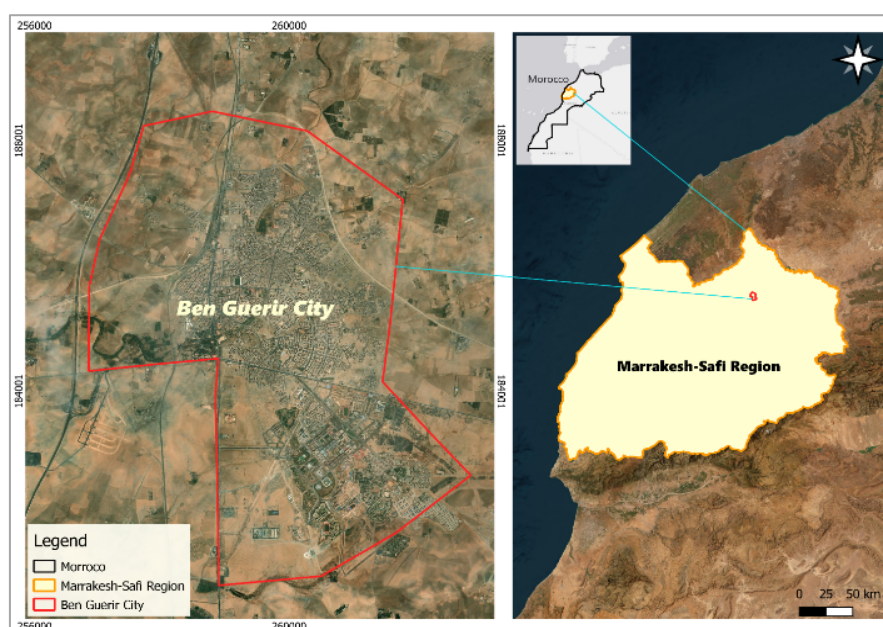 256000
260000
188001
188001
Morocco
Ben Guerir City
Marrakesh-Safi Region
184001
184001
Legend
Morroco
Marrakesh-Safi Region
Ben Guerir City
0 25 50 km
256000
260000